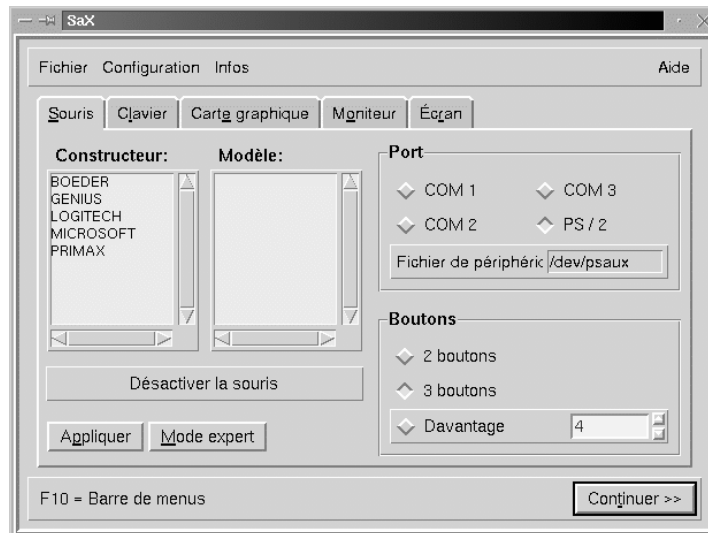 SaX
Fichier Configuration Infos Aide
Souris Clavier Carte graphique Moniteur Écran
Constructeur:
BOEDER
GENIUS
LOGITECH
MICROSOFT
PRIMAX
Modèle:
Désactiver la souris
Appliquer Mode expert
Port
COM 1 COM 3
COM 2 PS / 2
Fichier de périphéric /dev/psaux
Boutons
2 boutons
3 boutons
Davantage 4
F10 = Barre de menus
Continuer >>